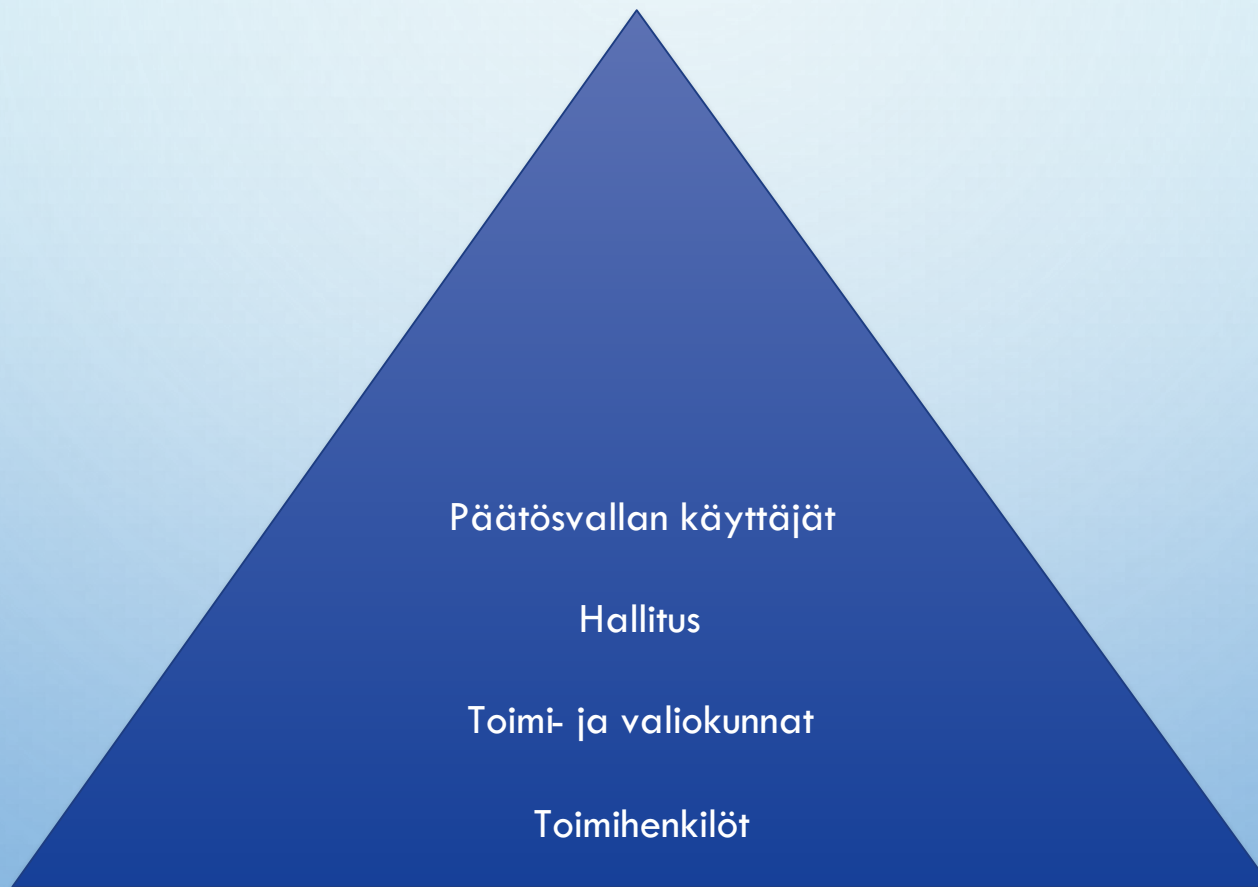 Päätösvallan käyttäjät
Hallitus
Toimi- ja valiokunnat
Toimihenkilöt